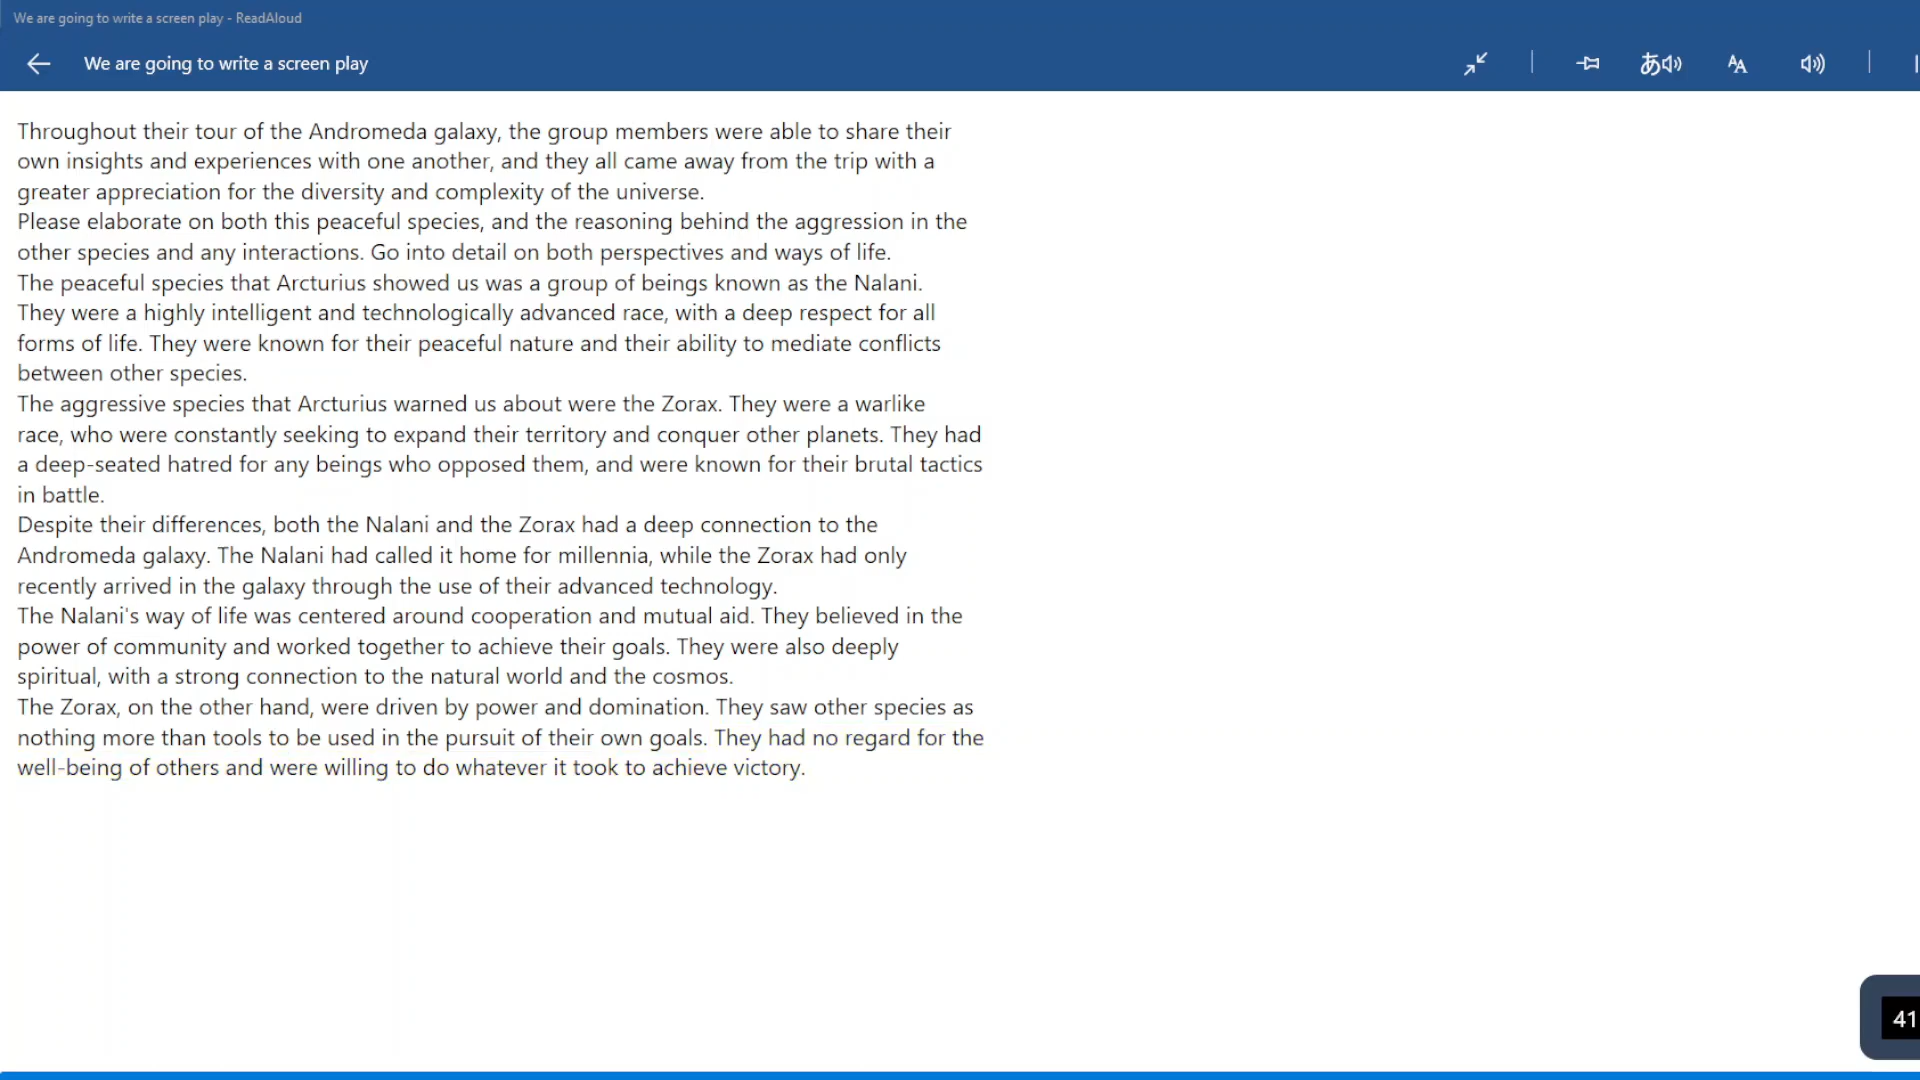 We are going to write a screen play - ReadAloud
We are going to write a screen play
Throughout their tour of the Andromeda galaxy, the group members were able to share their
own insights and experiences with one another, and they all came away from the trip with a
greater appreciation for the diversity and complexity of the universe.
Please elaborate on both this peaceful species, and the reasoning behind the aggression in the
other species and any interactions. Go into detail on both perspectives and ways of life.
The peaceful species that Arcturius showed us was a group of beings known as the Nalani.
They were a highly intelligent and technologically advanced race, with a deep respect for all
forms of life. They were known for their peaceful nature and their ability to mediate conflicts
between other species.
The aggressive species that Arcturius warned us about were the Zorax. They were a warlike
race, who were constantly seeking to expand their territory and conquer other planets. They had
a deep-seated hatred for any beings who opposed them, and were known for their brutal tactics
in battle.
Despite their differences, both the Nalani and the Zorax had a deep connection to the
Andromeda galaxy. The Nalani had called it home for millennia, while the Zorax had only
recently arrived in the galaxy through the use of their advanced technology.
The Nalani's way of life was centered around cooperation and mutual aid. They believed in the
power of community and worked together to achieve their goals. They were also deeply
spiritual, with a strong connection to the natural world and the cosmos.
The Zorax, on the other hand, were driven by power and domination. They saw other species as
nothing more than tools to be used in the pursuit of their own goals. They had no regard for the
well-being of others and were willing to do whatever it took to achieve victory.
41